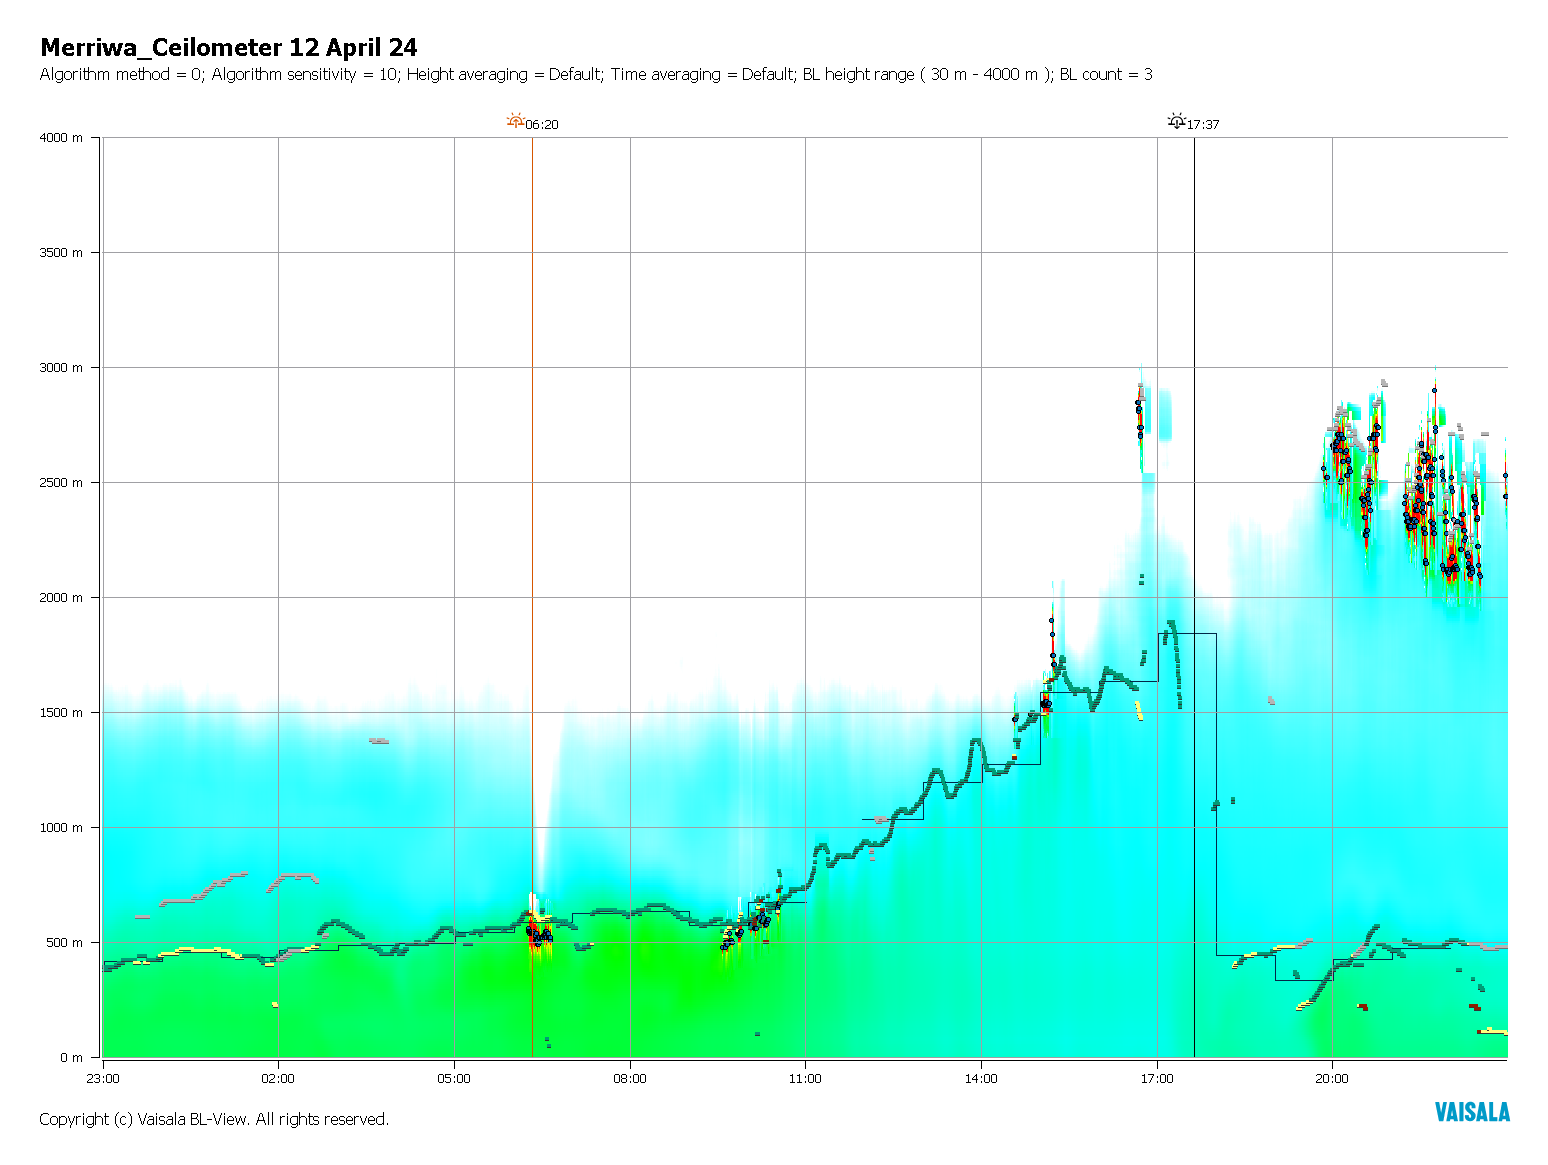 Merriwa_Ceilometer 12 April 24
Algorithm method = 0; Algorithm sensitivity = 10; Height averaging = Default; Time averaging = Default; BL height range ( 30 m - 4000 m ); BL count = 3
06:20
17:37
4000 m
3500 m
3000 m
2500 m
2000 m
1500 m
1000 m
500 m
0 m
23:00
02:00
05:00
08:00
11:00
14:00
17:00
20:00
Copyright (c) Vaisala BL-View. All rights reserved.
VAISALA